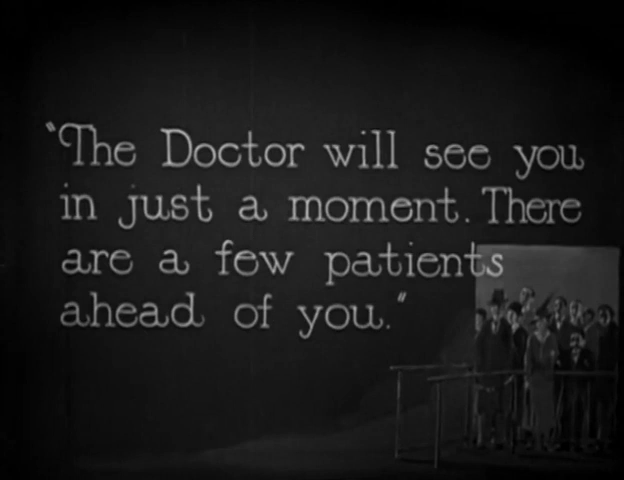 "The Doctor will see you
in just a moment. There
are a few patients
ahead of you."